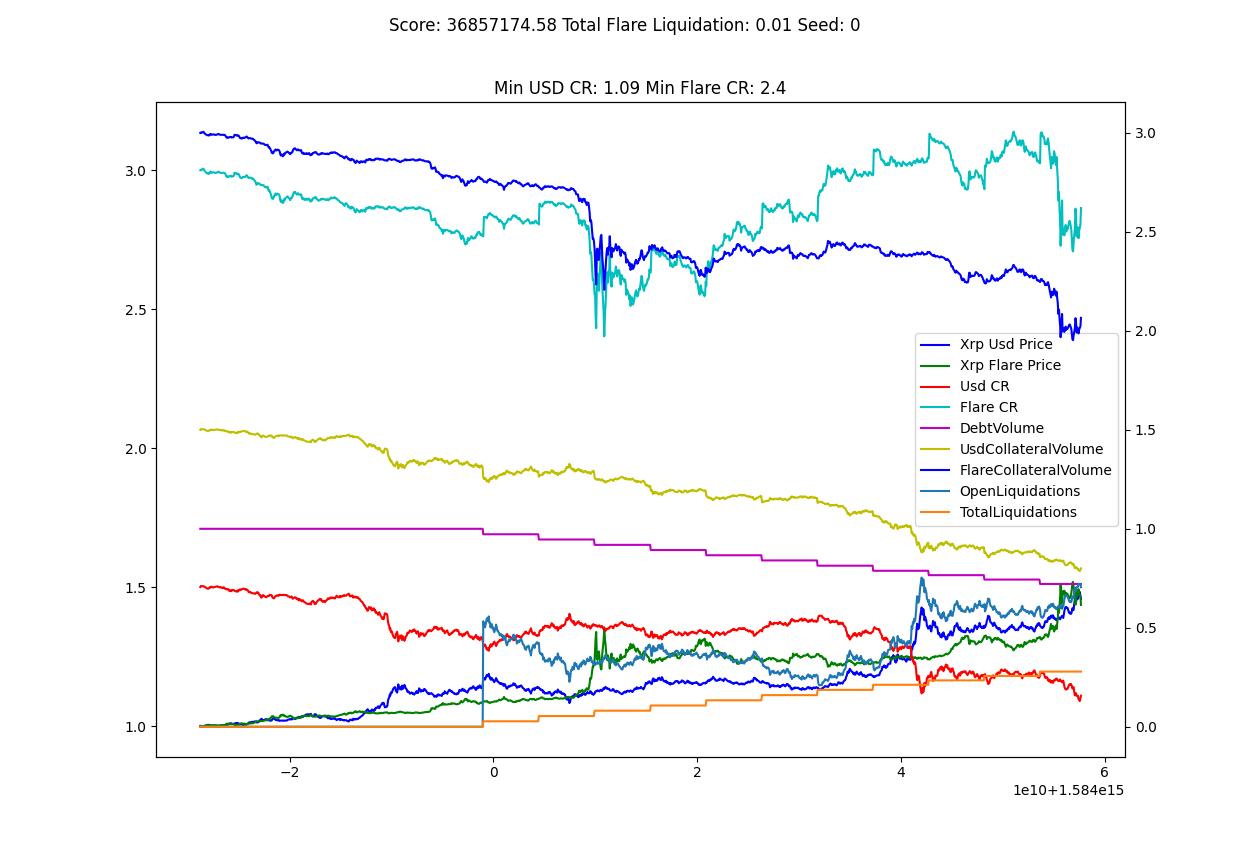 Score: 36857174.58 Total Flare Liquidation: 0.01 Seed: 0
Min USD CR: 1.09 Min Flare CR: 2.4
3.0
3.0
2.5
2.5
2.0
Xrp Usd Price
Xrp Flare Price
Usd CR
Flare CR
DebtVolume
UsdCollateralVolume
FlareCollateralVolume
OpenLiquidations
TotalLiquidations
2.0
1.5
1.0
1.5
0.5
1.0
0.0
−2
0
2
4
6
1e10+1.584e15